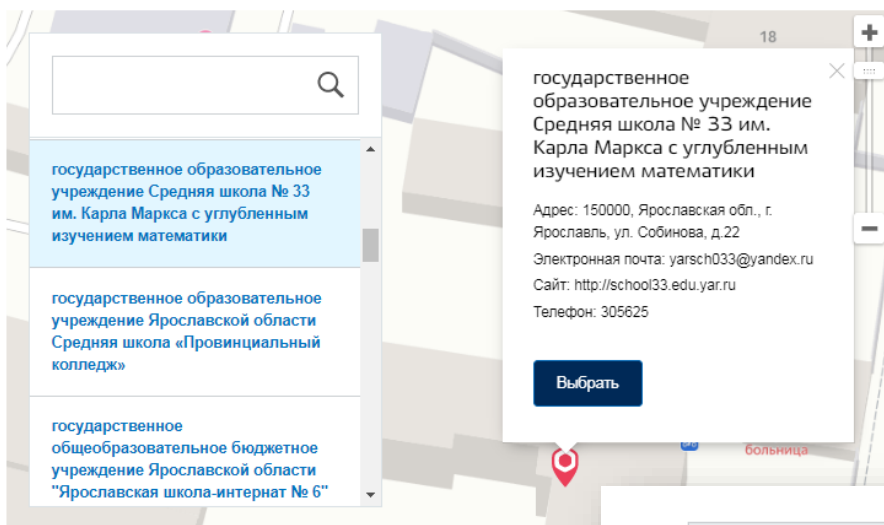 государственное образовательное
учреждение Средняя школа № 33
им. Карла Маркса с углубленным
изучением математики
государственное образовательное
учреждение Ярославской области
Средняя школа «Провинциальный
колледж»
государственное
общеобразовательное бюджетное
учреждение Ярославской области
"Ярославская школа-интернат № 6"
18
государственное
образовательное учреждение
Средняя школа № 33 им.
Карла Маркса с углубленным
изучением математики
Адрес: 150000, Ярославская обл., г.
Ярославль, ул. Собинова, д.22
Электронная почта: yarsch033@yandex.ru
Сайт: http://school33.edu.yar.ru
Телефон: 305625
Выбрать
больница